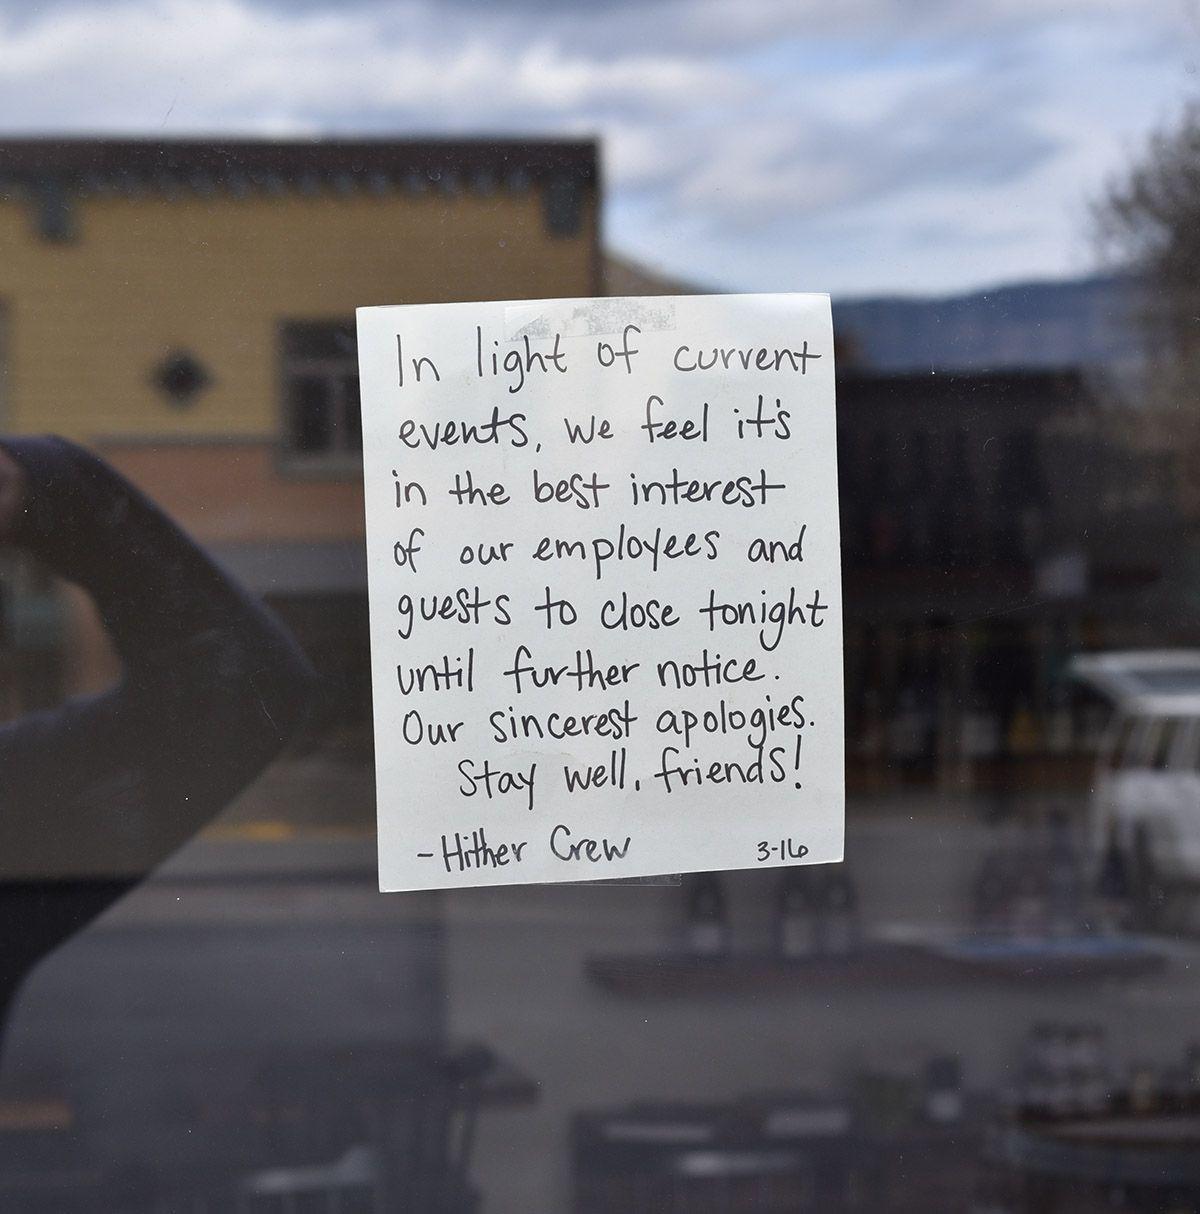 In light of current
events, we feel it's
in the best interest
of our employees and
guests to close tonight
until further notice.
Our sincerest apologies.
Stay well, friends!
- Hither Crew 3-16